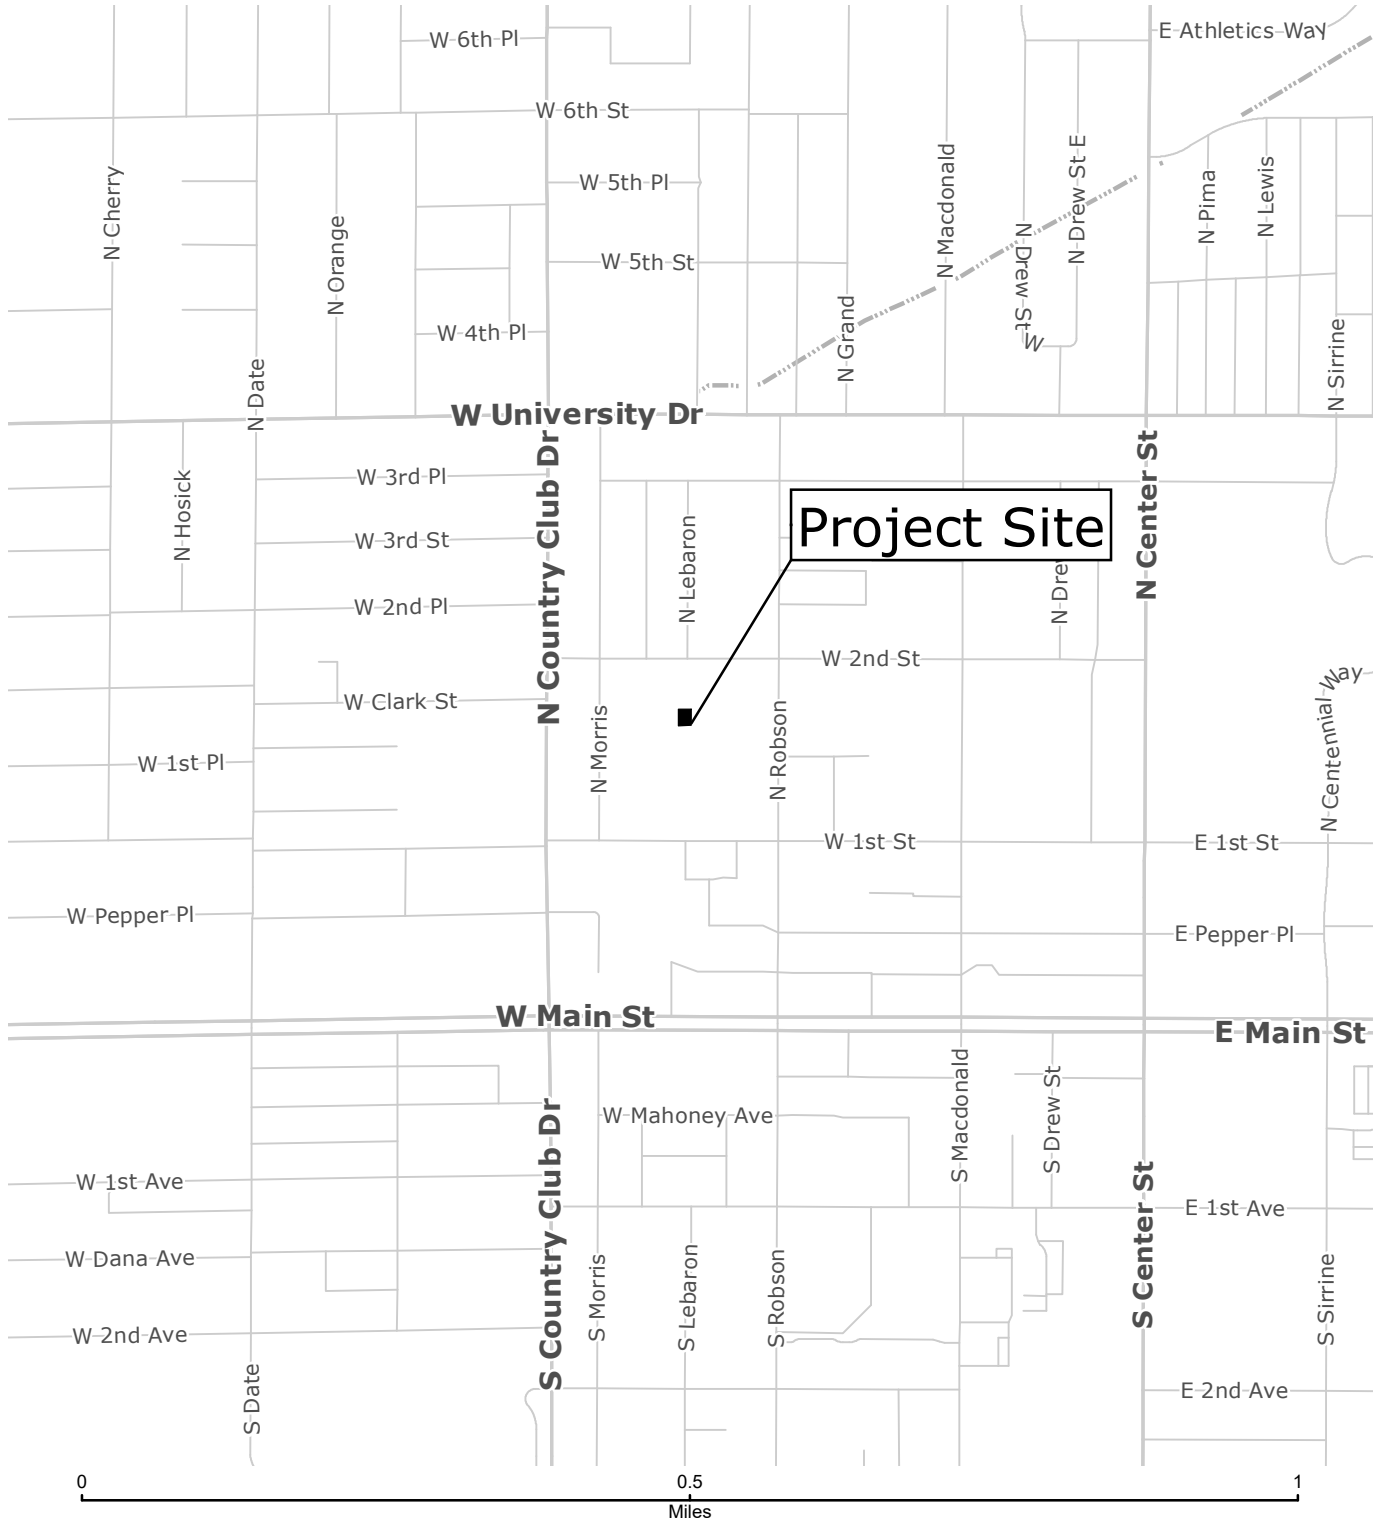 W 6th Pl
E Athletics Way
W 6th St
N Cherry
N Orange
W 5th Pl
W 5th St
N Macdonald
N Drew St E
N Drew St
W
N Pima
N Lewis
W 4th Pl
N Grand
N Sirrine
N Date
W University Dr
N Country Club Dr
N Center St
N Hosick
W 3rd Pl
W 3rd St
W 2nd Pl
N Lebaron
Project Site
N Drew
W 2nd St
W Clark St
N Morris
N Robson
N Centennial Way
W 1st Pl
W 1st St
E 1st St
W Pepper Pl
E Pepper Pl
W Main St
E Main St
S Country Club Dr
W Mahoney Ave
S Macdonald
S Drew St
S Center St
W 1st Ave
E 1st Ave
W Dana Ave
S Morris
S Lebaron
S Robson
S Sirrine
W 2nd Ave
S Date
E 2nd Ave
0
0.5
1
Miles